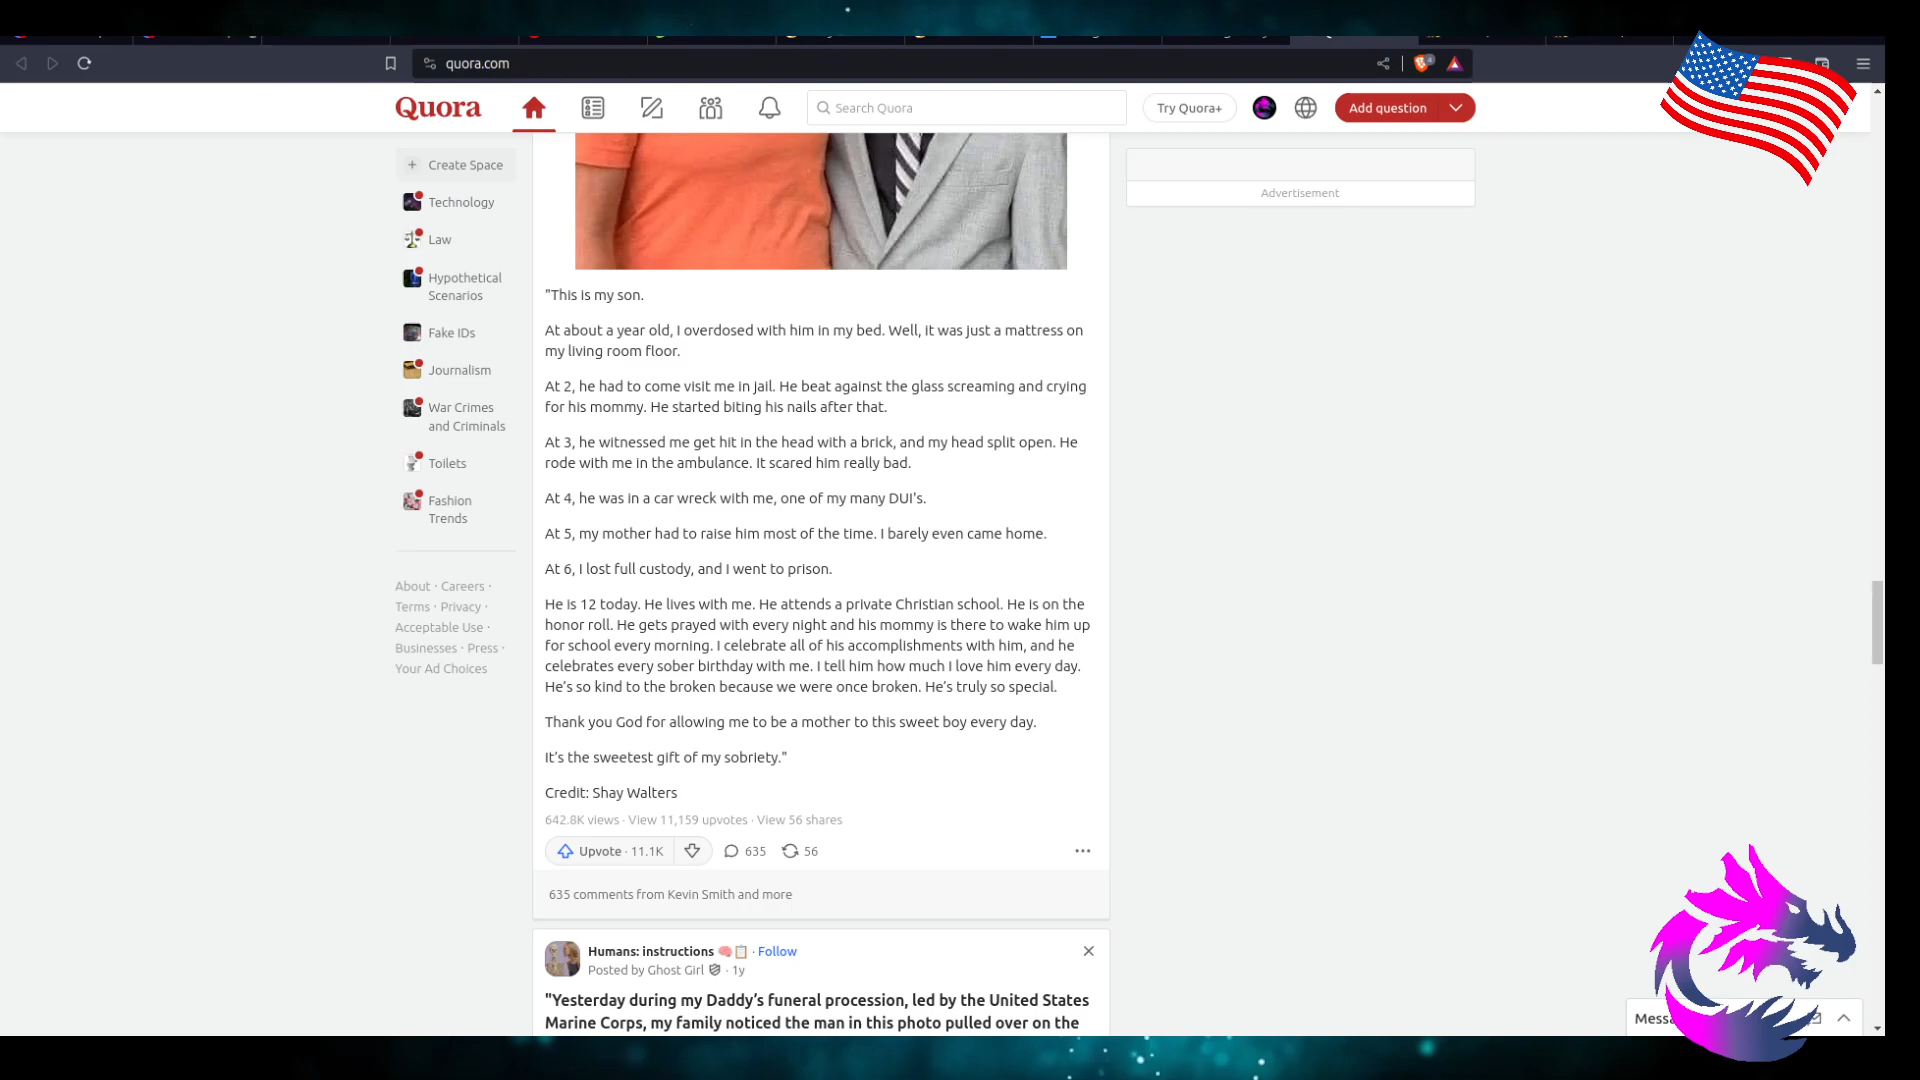 quora.com
Quora
Search Quora
Try Quora+
Add question
Create Space
Technology
Law
Hypothetical
Scenarios
Fake IDs
Journalism
War Crimes
and Criminals
Toilets
Fashion
Trends
About · Careers ·
Terms · Privacy ·
Acceptable Use ·
Businesses · Press ·
Your Ad Choices
"This is my son.
At about a year old, I overdosed with him in my bed. Well, it was just a mattress on
my living room floor.
At 2, he had to come visit me in jail. He beat against the glass screaming and crying
for his mommy. He started biting his nails after that.
At 3, he witnessed me get hit in the head with a brick, and my head split open. He
rode with me in the ambulance. It scared him really bad.
At 4, he was in a car wreck with me, one of my many DUI's.
At 5, my mother had to raise him most of the time. I barely even came home.
At 6, I lost full custody, and I went to prison.
He is 12 today. He lives with me. He attends a private Christian school. He is on the
honor roll. He gets prayed with every night and his mommy is there to wake him up
for school every morning. I celebrate all of his accomplishments with him, and he
celebrates every sober birthday with me. I tell him how much I love him every day.
He’s so kind to the broken because we were once broken. He’s truly so special.
Thank you God for allowing me to be a mother to this sweet boy every day.
It’s the sweetest gift of my sobriety."
Credit: Shay Walters
642.8K views · View 11,159 upvotes · View 56 shares
Upvote · 11.1K
635
56
635 comments from Kevin Smith and more
Humans: instructions 🧠📋 · Follow
Posted by Ghost Girl · 1y
"Yesterday during my Daddy’s funeral procession, led by the United States
Marine Corps, my family noticed the man in this photo pulled over on the
Advertisement